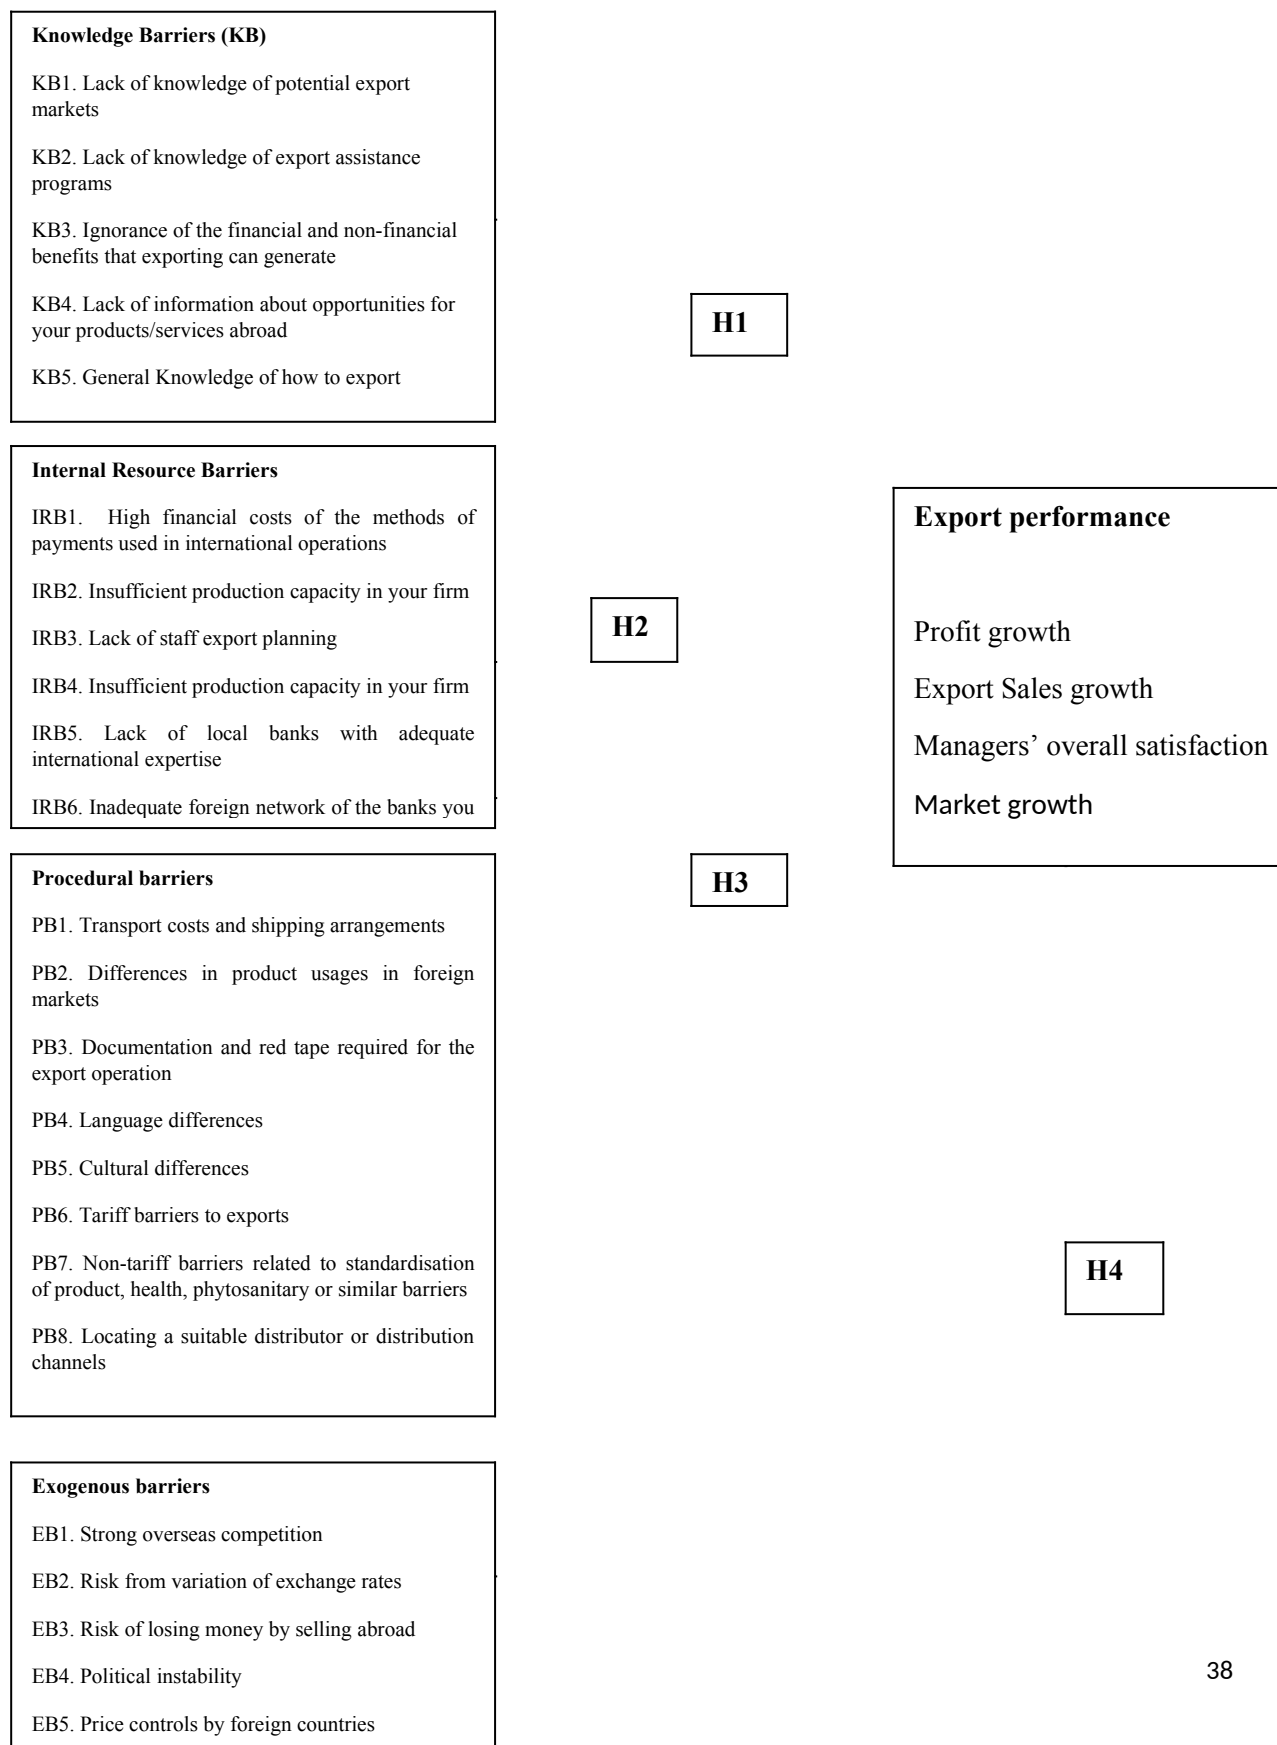 Knowledge Barriers (KB)
KB1. Lack of knowledge of potential export
markets
KB2. Lack of knowledge of export assistance
programs
KB3. Ignorance of the financial and non-financial
benefits that exporting can generate
KB4. Lack of information about opportunities for
your products/services abroad
KB5. General Knowledge of how to export
H1
Internal Resource Barriers
IRB1. High financial costs of the methods of
payments used in international operations
IRB2. Insufficient production capacity in your firm
IRB3. Lack of staff export planning
IRB4. Insufficient production capacity in your firm
IRB5. Lack of local banks with adequate
international expertise
IRB6. Inadequate foreign network of the banks you
H2
Export performance
Profit growth
Export Sales growth
Managers’ overall satisfaction
Market growth
Procedural barriers
PB1. Transport costs and shipping arrangements
PB2. Differences in product usages in foreign
markets
PB3. Documentation and red tape required for the
export operation
PB4. Language differences
PB5. Cultural differences
PB6. Tariff barriers to exports
PB7. Non-tariff barriers related to standardisation
of product, health, phytosanitary or similar barriers
PB8. Locating a suitable distributor or distribution
channels
H3
H4
Exogenous barriers
EB1. Strong overseas competition
EB2. Risk from variation of exchange rates
EB3. Risk of losing money by selling abroad
EB4. Political instability
EB5. Price controls by foreign countries
38